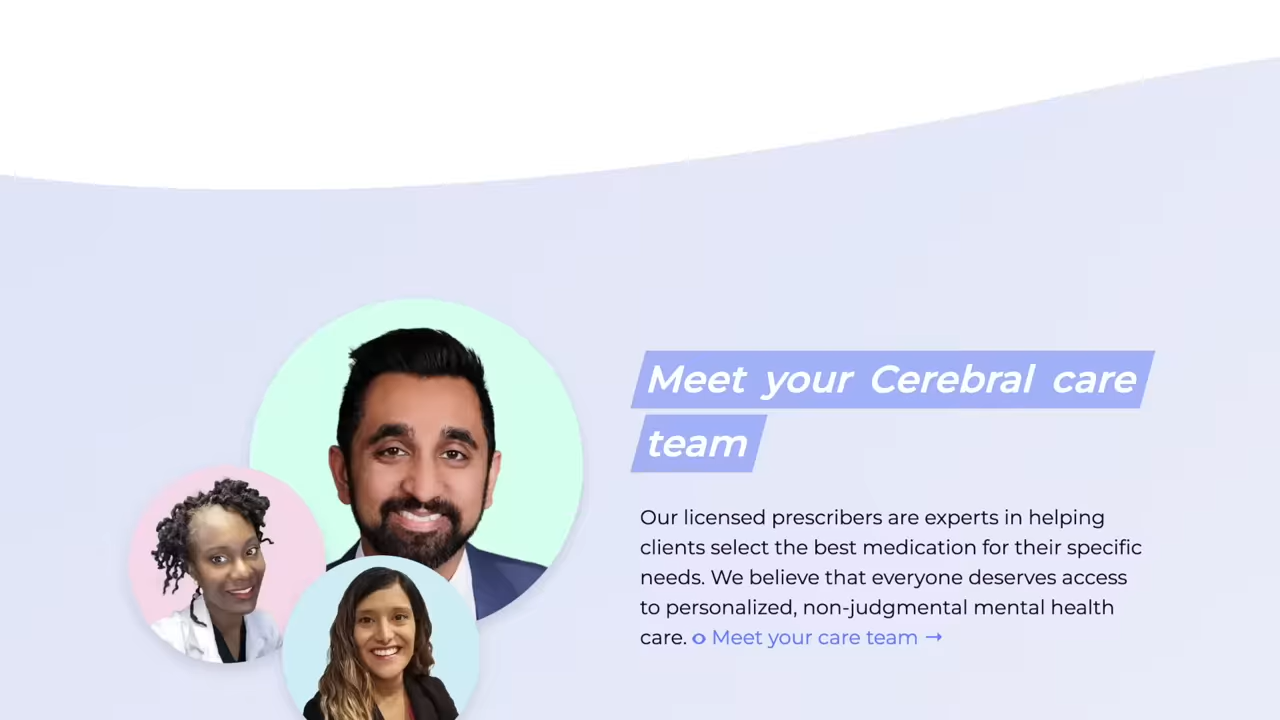 Meet your Cerebral care
team
Our licensed prescribers are experts in helping
clients select the best medication for their specific
needs. We believe that everyone deserves access
to personalized, non-judgmental mental health
care. Meet your care team →